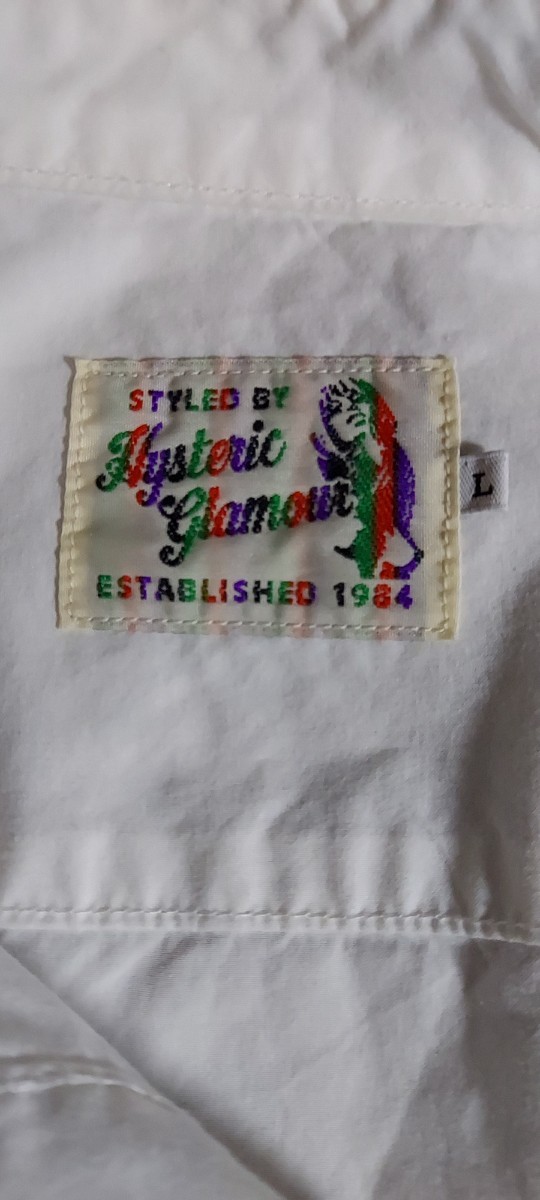 STYLED BY
Hysteric
Glamour
ESTABLISHED 1984
L